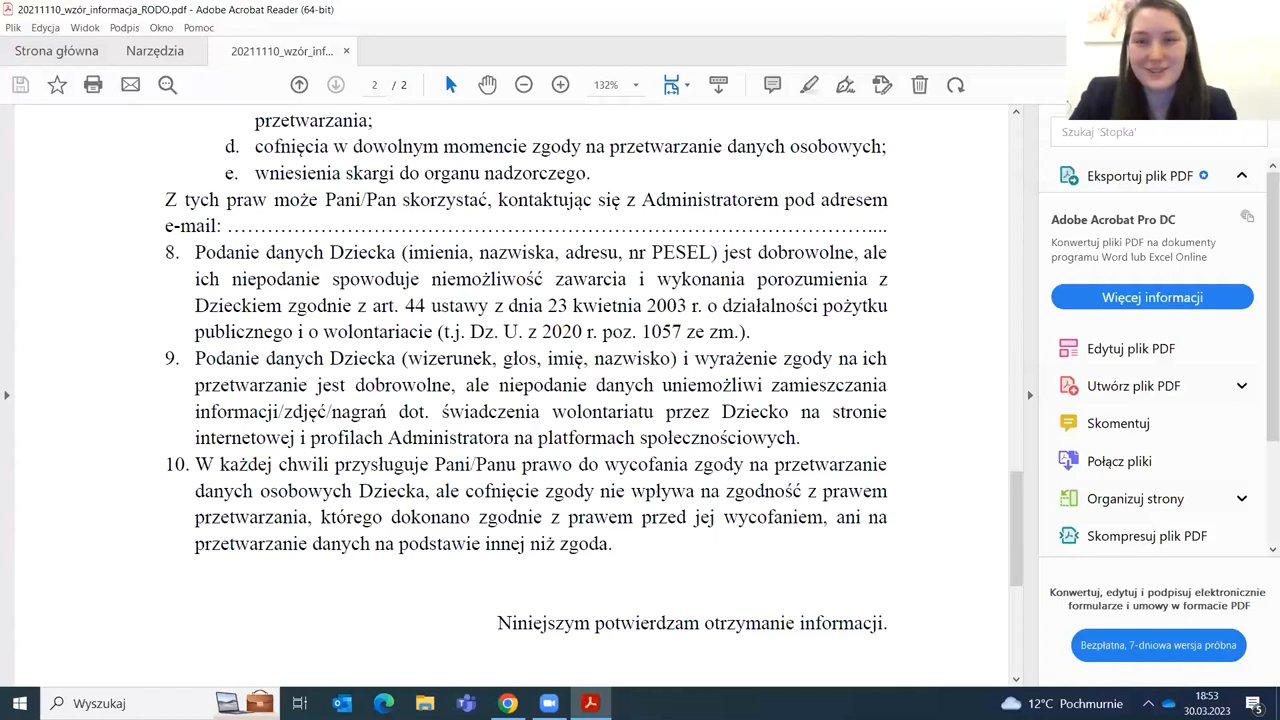 20211110_wzór_informacja_RODO.pdf - Adobe Acrobat Reader (64-bit)
Plik Edycja Widok Podpis Okno Pomoc
Strona główna Narzędzia 20211110_wzór_inf... ×
2 / 2 132%
Szukaj 'Stopka'
przetwarzania;
d. cofnięcia w dowolnym momencie zgody na przetwarzanie danych osobowych;
e. wniesienia skargi do organu nadzorczego.
Z tych praw może Pani/Pan skorzystać, kontaktując się z Administratorem pod adresem
e-mail: …………………………………………………………………………………....
8. Podanie danych Dziecka (imienia, nazwiska, adresu, nr PESEL) jest dobrowolne, ale
ich niepodanie spowoduje niemożliwość zawarcia i wykonania porozumienia z
Dzieckiem zgodnie z art. 44 ustawy z dnia 23 kwietnia 2003 r. o działalności pożytku
publicznego i o wolontariacie (t.j. Dz. U. z 2020 r. poz. 1057 ze zm.).
9. Podanie danych Dziecka (wizerunek, głos, imię, nazwisko) i wyrażenie zgody na ich
przetwarzanie jest dobrowolne, ale niepodanie danych uniemożliwi zamieszczania
informacji/zdjęć/nagrań dot. świadczenia wolontariatu przez Dziecko na stronie
internetowej i profilach Administratora na platformach społecznościowych.
10. W każdej chwili przysługuje Pani/Panu prawo do wycofania zgody na przetwarzanie
danych osobowych Dziecka, ale cofnięcie zgody nie wpływa na zgodność z prawem
przetwarzania, którego dokonano zgodnie z prawem przed jej wycofaniem, ani na
przetwarzanie danych na podstawie innej niż zgoda.
Niniejszym potwierdzam otrzymanie informacji.
Eksportuj plik PDF
Adobe Acrobat Pro DC
Konwertuj pliki PDF na dokumenty
programu Word lub Excel Online
Więcej informacji
Edytuj plik PDF
Utwórz plik PDF
Skomentuj
Połącz pliki
Organizuj strony
Skompresuj plik PDF
Konwertuj, edytuj i podpisuj elektronicznie
formularze i umowy w formacie PDF
Bezpłatna, 7-dniowa wersja próbna
Wyszukaj
12°C Pochmurnie
18:53
30.03.2023
5